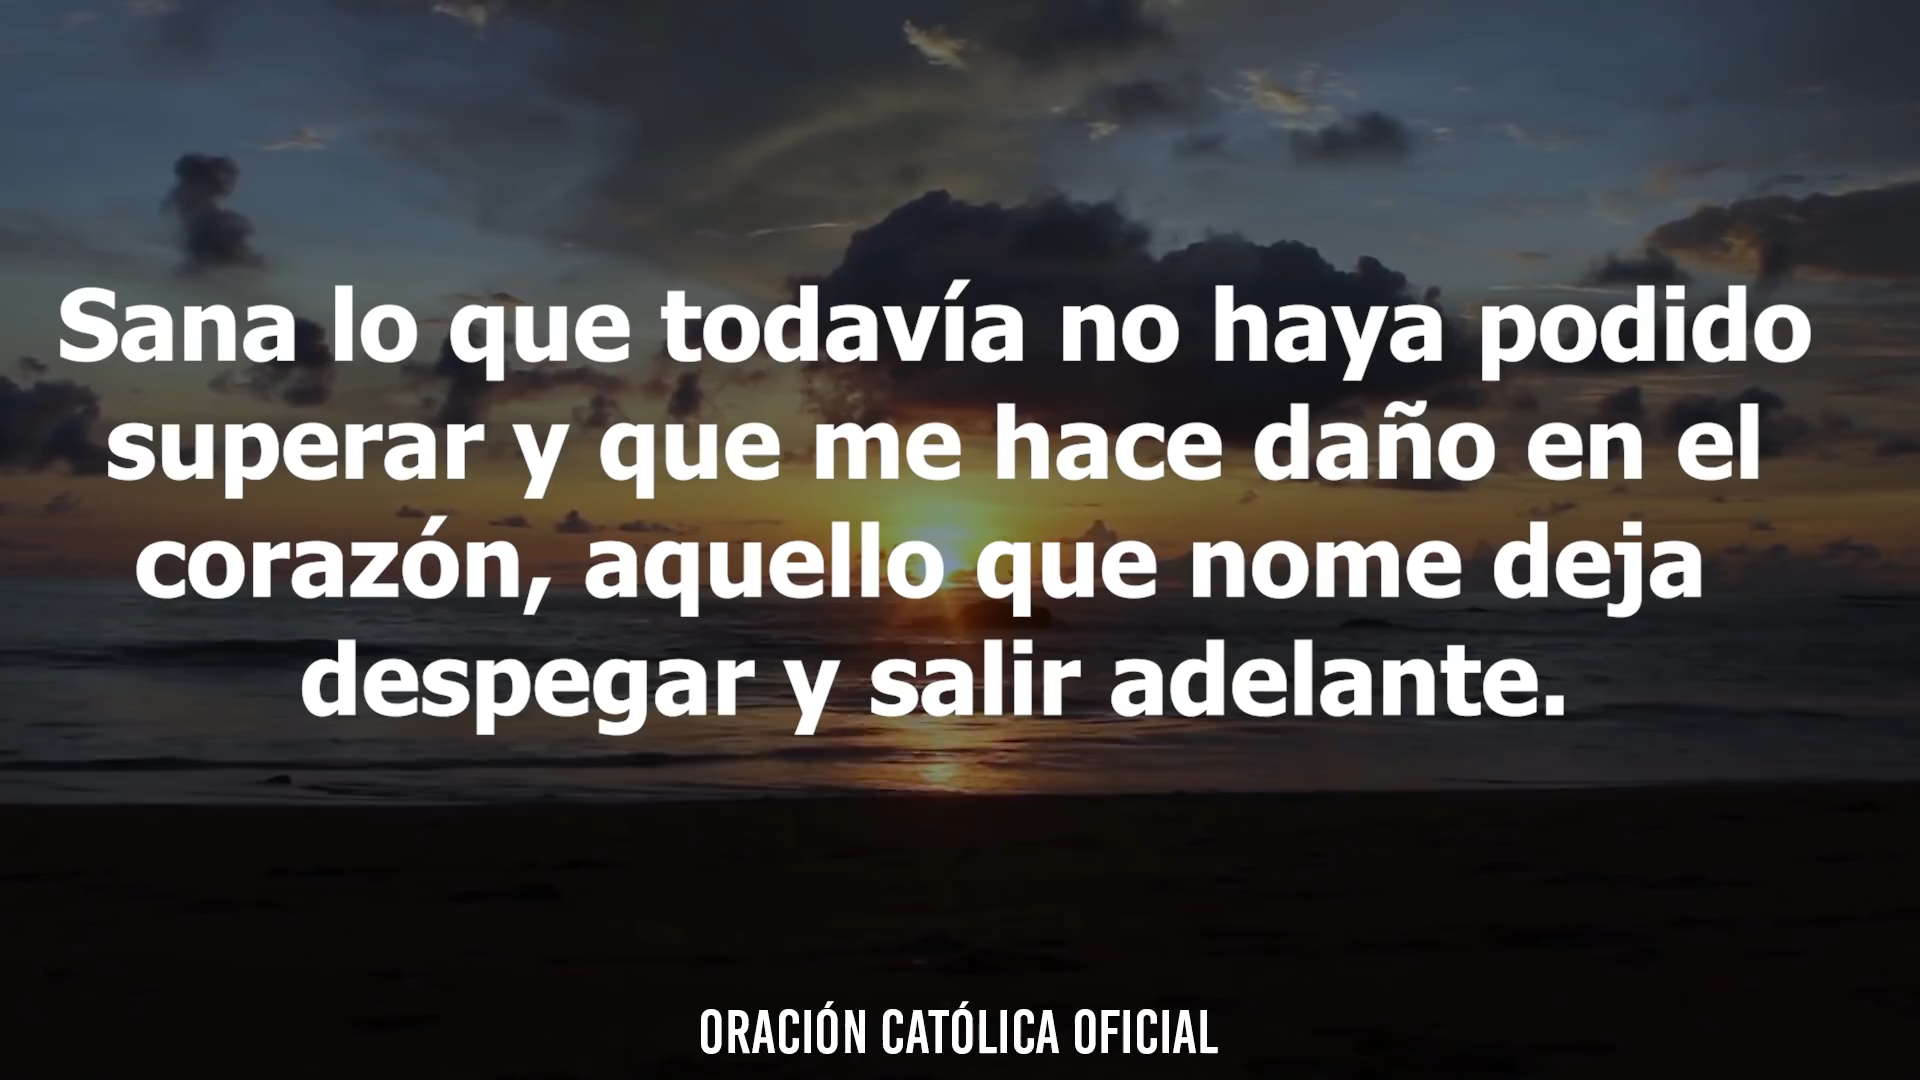 Sana lo que todavía no haya podido
superar y que me hace daño en el
corazón, aquello que nome deja
despegar y salir adelante.
ORACIÓN CATÓLICA OFICIAL